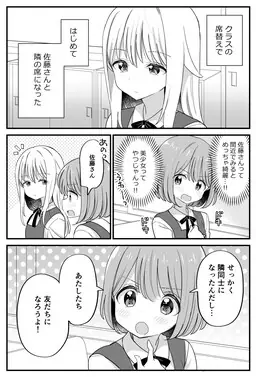 クラスの
席替えで
はじめて
佐藤さんと
隣の席になった
佐藤さんって
間近でみると
めっちゃ綺麗…!!
美少女って
やつじゃんっ!!
あのっ
佐藤さん
せっかく
隣同士に
なったんだし…
あたしたち
友だちに
なろうよ!